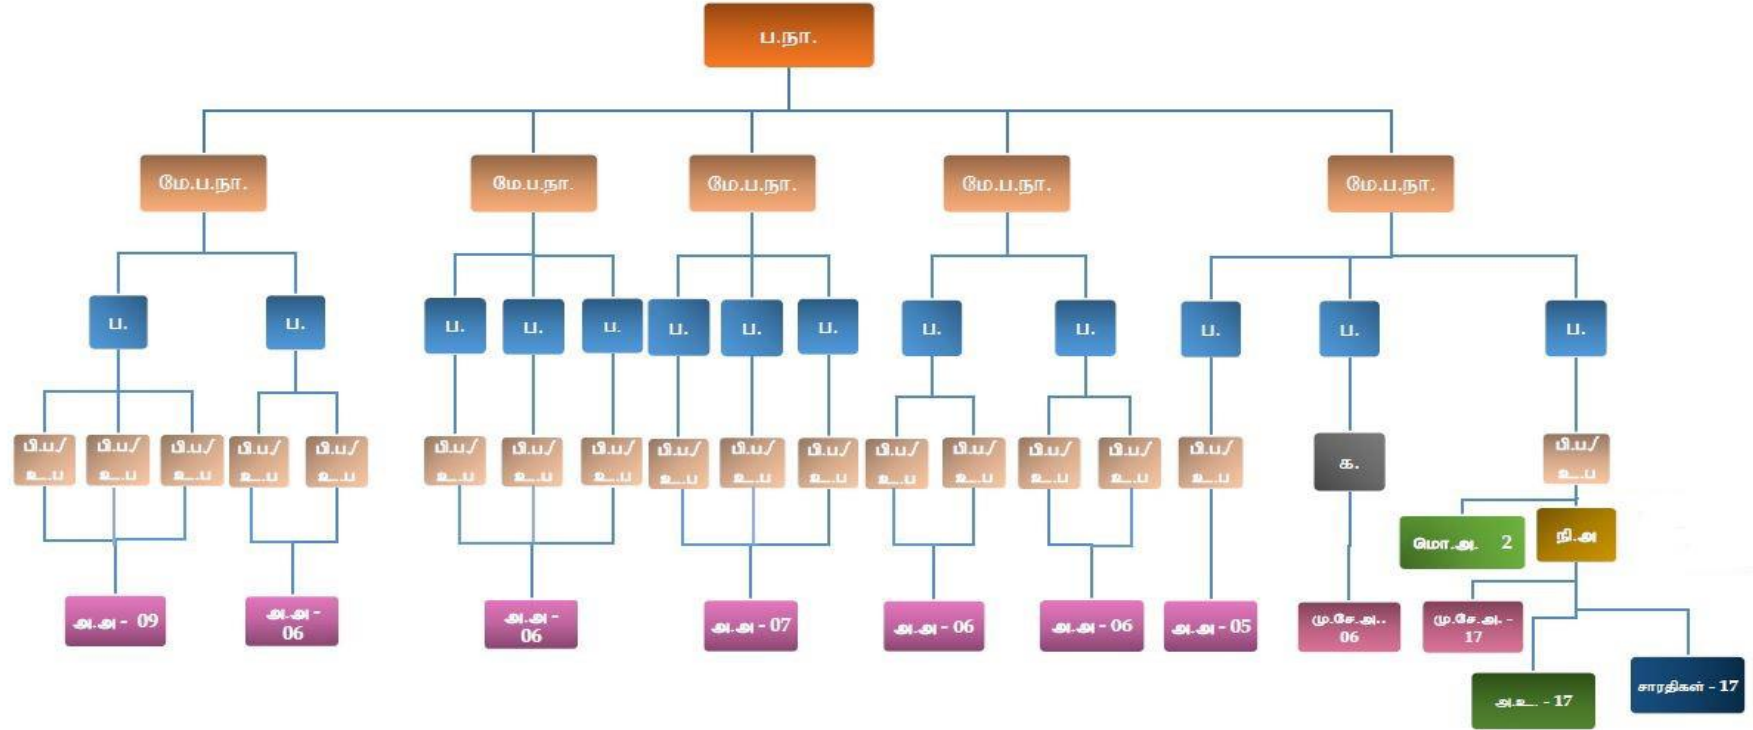 ப.நா.
மே.ப.நா.
மே.ப.நா.
மே.ப.நா.
மே.ப.நா.
மே.ப.நா.
ப.
ப.
ப.
ப.
ப.
ப.
ப.
ப.
ப.
ப.
ப.
ப.
ப.
பி.ப/
உ.ப
பி.ப/
உ.ப
பி.ப/
உ.ப
பி.ப/
உ.ப
பி.ப/
உ.ப
பி.ப/
உ.ப
பி.ப/
உ.ப
பி.ப/
உ.ப
பி.ப/
உ.ப
பி.ப/
உ.ப
பி.ப/
உ.ப
பி.ப/
உ.ப
பி.ப/
உ.ப
பி.ப/
உ.ப
பி.ப/
உ.ப
பி.ப/
உ.ப
க.
பி.ப/
உ.ப
மொ.அ. 2
நி.அ
அ.அ - 09
அ.அ -
06
அ.அ -
06
அ.அ - 07
அ.அ - 06
அ.அ - 06
அ.அ - 05
மு.சே.அ..
06
மு.சே.அ. -
17
அ.உ. - 17
சாரதிகள் - 17